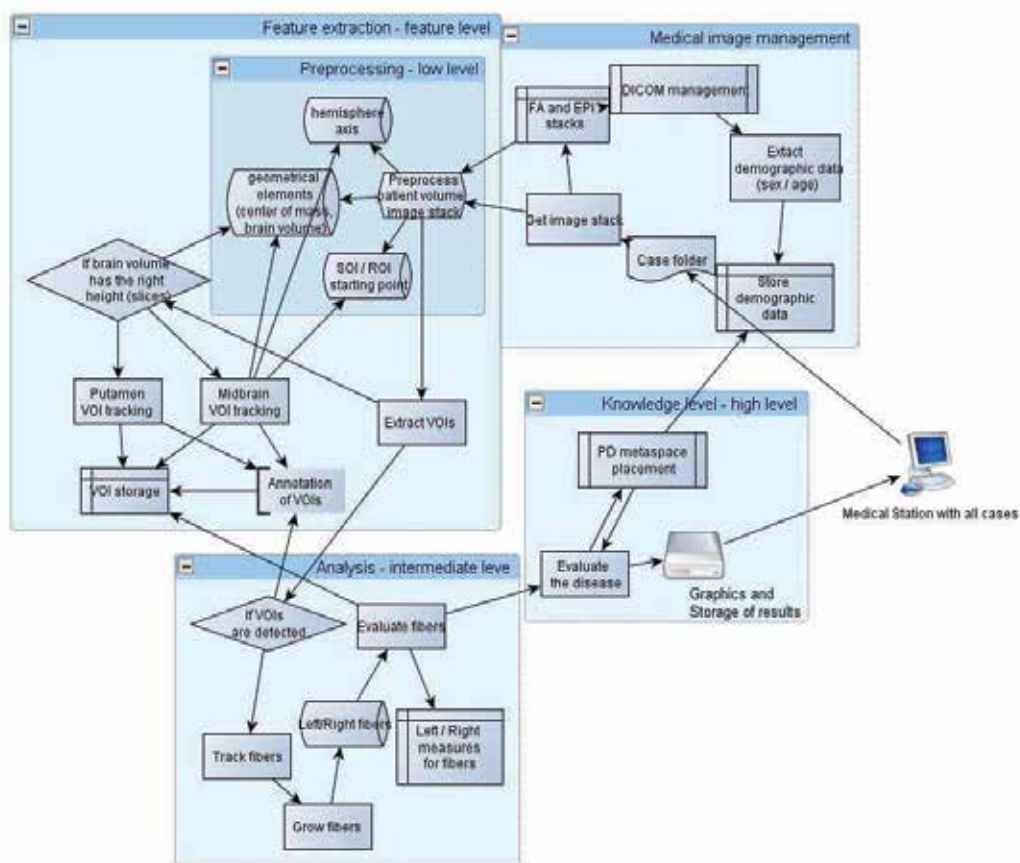 Feature extraction - feature level
Preprocessing - low level
hemisphere
axis
geometrical
elements
(center of mass,
brain volume)
Preprocess
patient volume
image stack
SOI / ROI
starting point
If brain volume
has the right
height (slices)
Putamen
VOI tracking
Midbrain
VOI tracking
Extract VOIs
VOI storage
Annotation
of VOIs
Medical image management
FA and EPI
stacks
DICOM management
Extact
demographic data
(sex / age)
Get image stack
Case folder
Store
demographic
data
Knowledge level - high level
PD metaspace
placement
Evaluate
the disease
Graphics and
Storage of results
Medical Station with all cases
Analysis - intermediate leve
If VOIs
are detected
Evaluate fibers
Left/Right fibers
Left / Right
measures
for fibers
Track fibers
Grow fibers